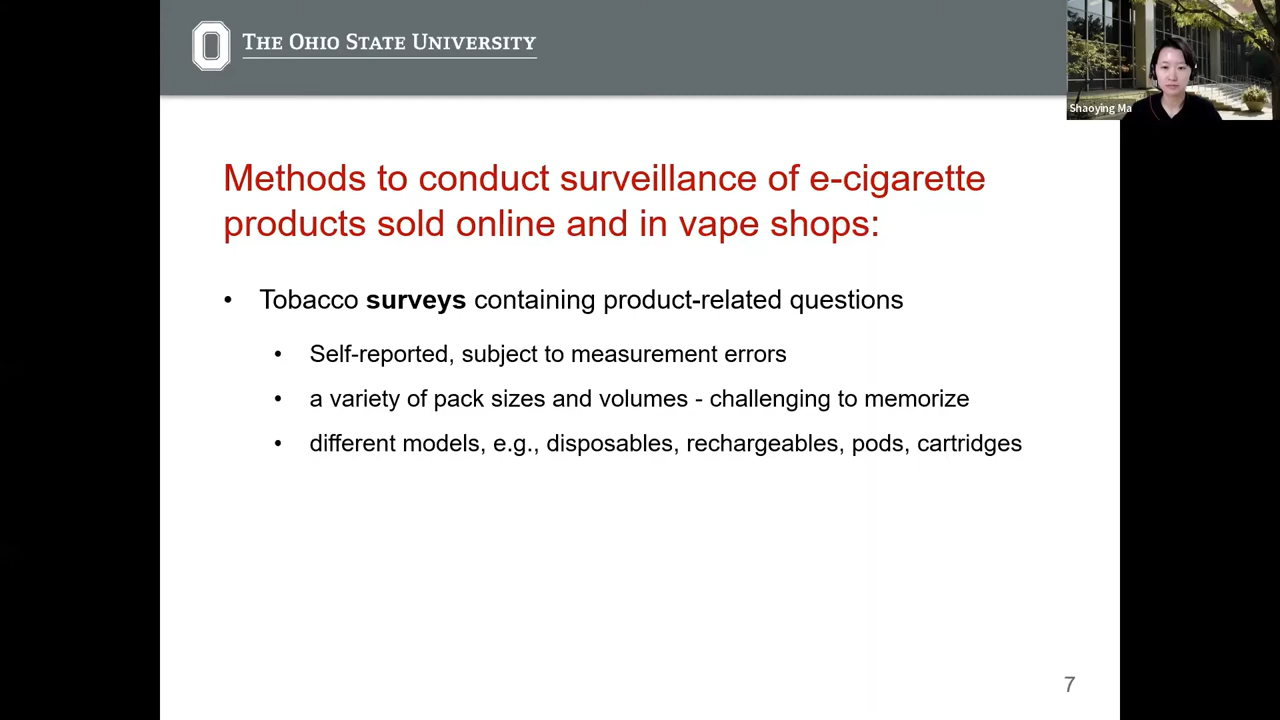 THE OHIO STATE UNIVERSITY
Shaoying Ma
Methods to conduct surveillance of e-cigarette
products sold online and in vape shops:
• Tobacco surveys containing product-related questions
• Self-reported, subject to measurement errors
• a variety of pack sizes and volumes - challenging to memorize
• different models, e.g., disposables, rechargeables, pods, cartridges
7